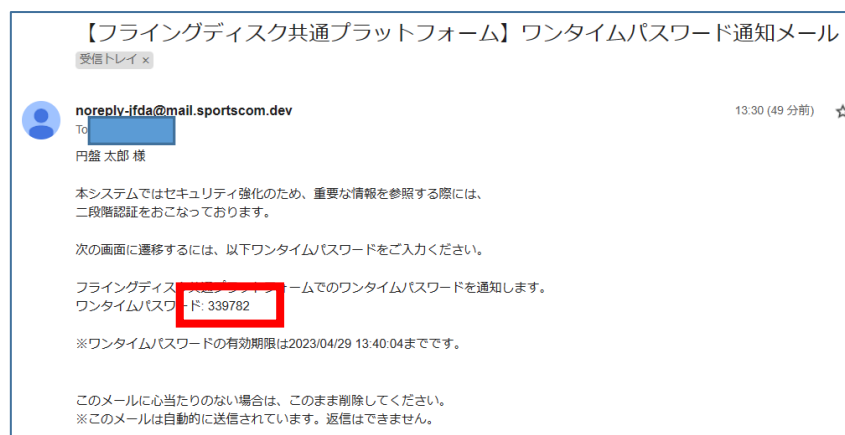 【フライングディスク共通プラットフォーム】ワンタイムパスワード通知メール
受信トレイ ×
noreply-jfda@mail.sportscom.dev
13:30 (49 分前)
To
円盤 太郎 様
本システムではセキュリティ強化のため、重要な情報を参照する際には、
二段階認証をおこなっております。
次の画面に遷移するには、以下ワンタイムパスワードをご入力ください。
フライングディスク共通プラットフォームでのワンタイムパスワードを通知します。
ワンタイムパスワード: 339782
※ワンタイムパスワードの有効期限は2023/04/29 13:40:04までです。
このメールに心当たりのない場合は、このまま削除してください。
※このメールは自動的に送信されています。返信はできません。